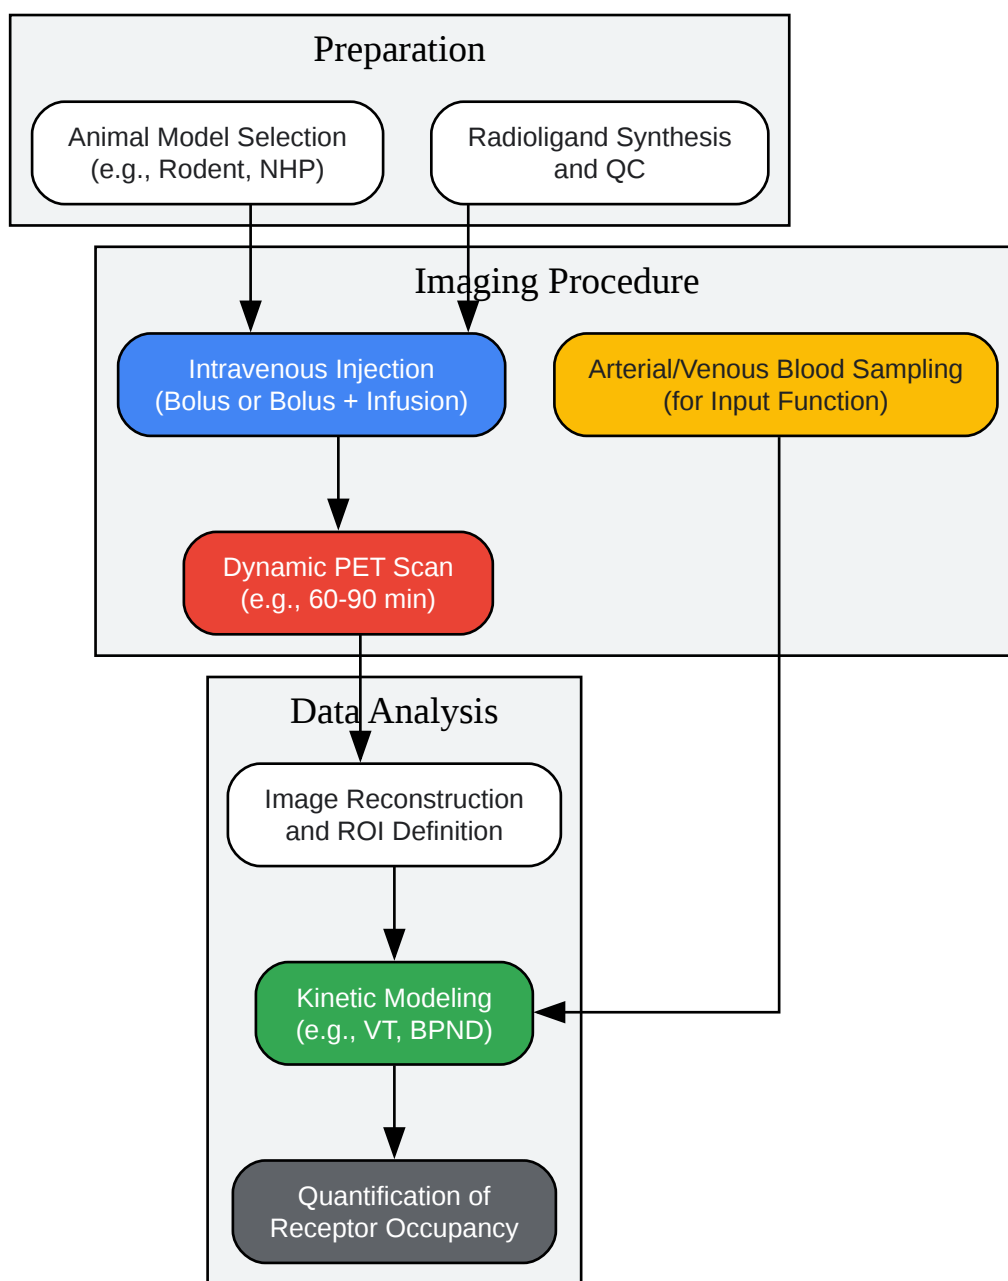 Preparation
Animal Model Selection
(e.g., Rodent, NHP)
Radioligand Synthesis
and QC
Imaging Procedure
Intravenous Injection
(Bolus or Bolus + Infusion)
Arterial/Venous Blood Sampling
(for Input Function)
Dynamic PET Scan
(e.g., 60-90 min)
Data Analysis
Image Reconstruction
and ROI Definition
Kinetic Modeling
(e.g., VT, BPND)
Quantification of
Receptor Occupancy